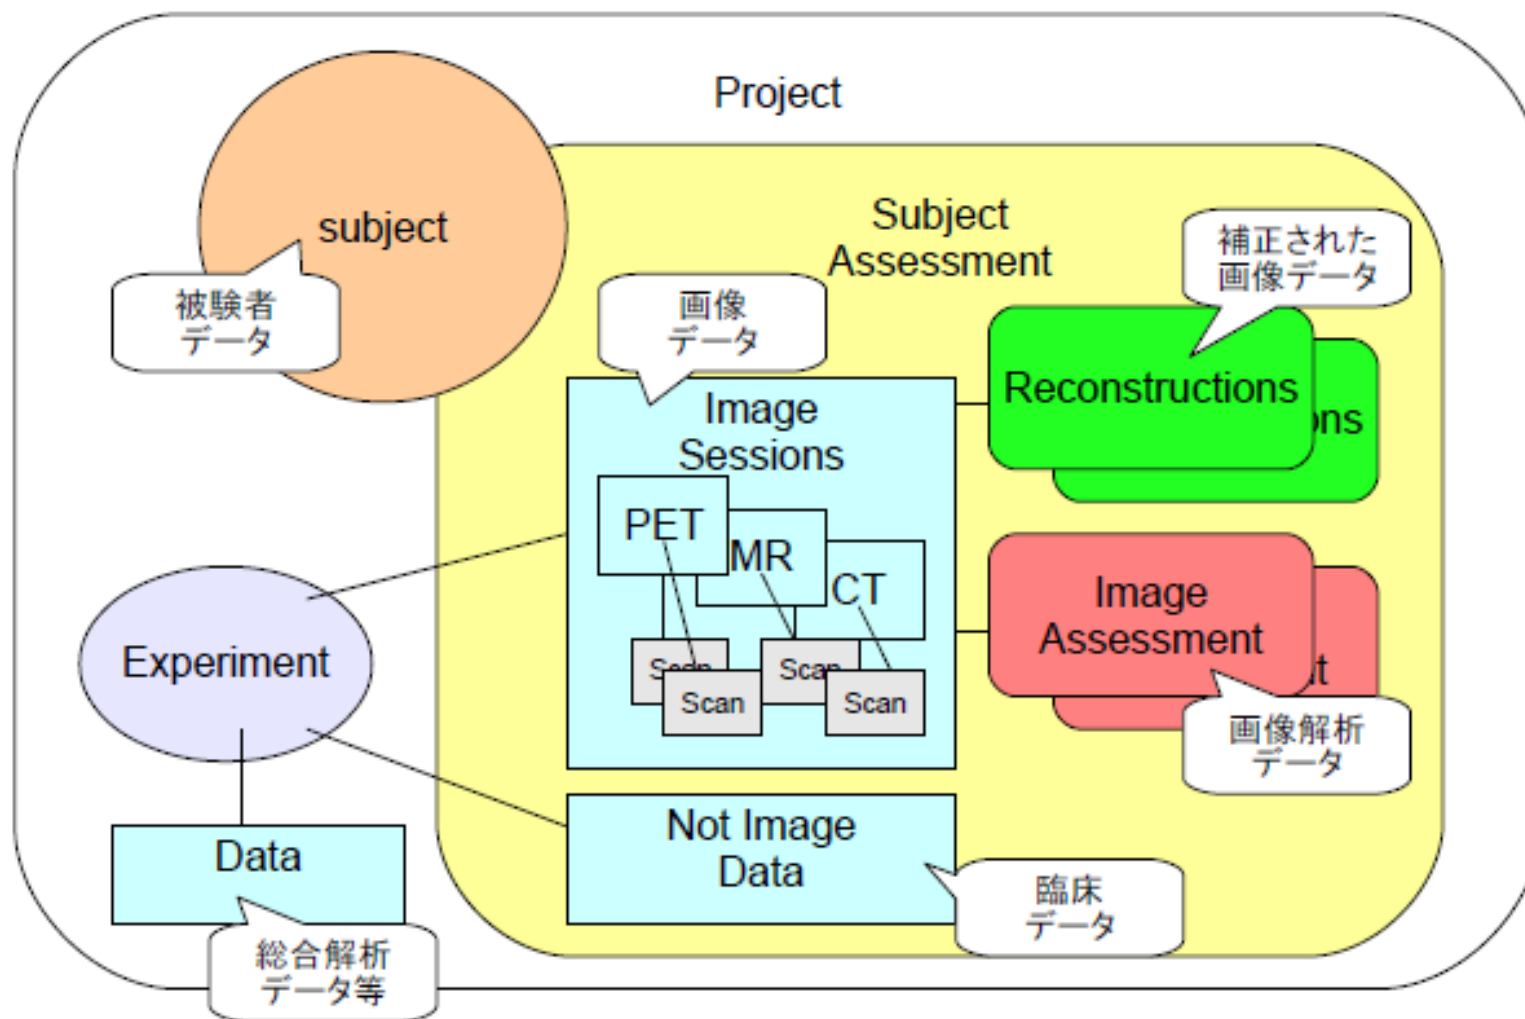 Project
subject
被験者
データ
Subject
Assessment
補正された
画像データ
画像
データ
Reconstructions
ons
Image
Sessions
PET
MR
CT
Scan
Scan
Scan
Scan
Image
Assessment
t
画像解析
データ
Experiment
Data
総合解析
データ等
Not Image
Data
臨床
データ